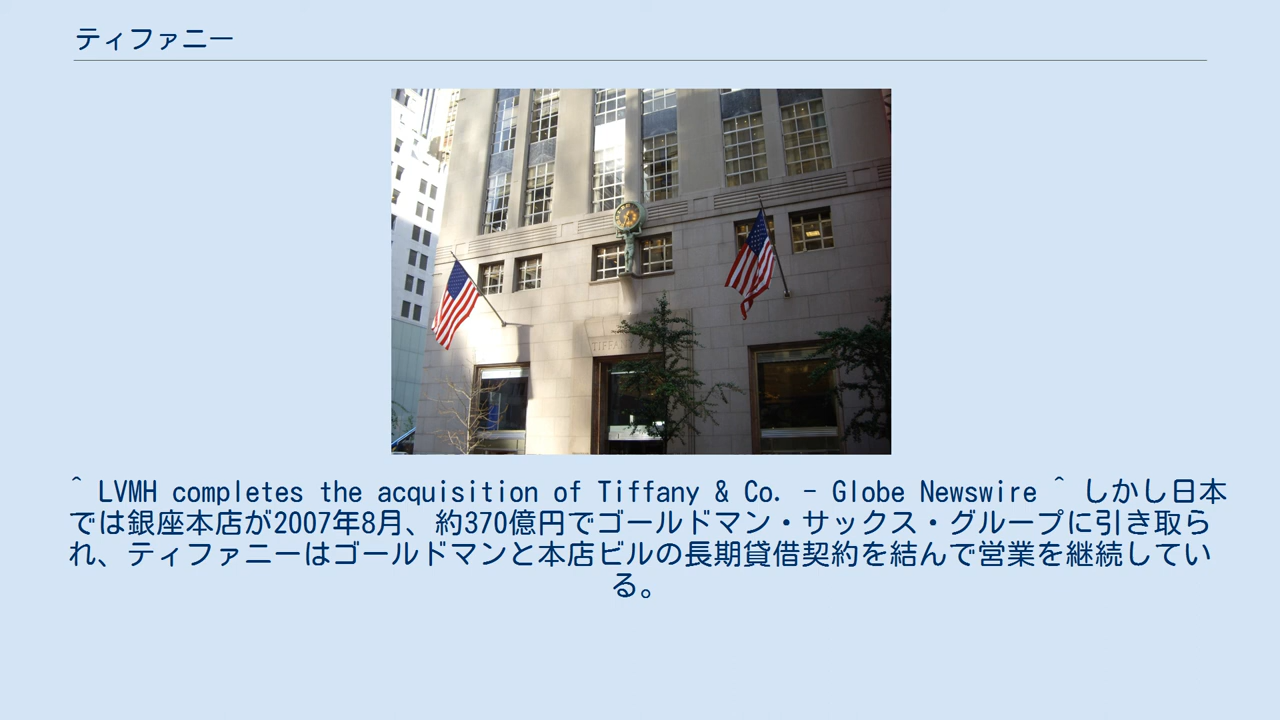 ティファニー
TIFFA
^ LVMH completes the acquisition of Tiffany & Co. - Globe Newswire ^ しかし日本
では銀座本店が2007年8月、約370億円でゴールドマン・サックス・グループに引き取ら
れ、ティファニーはゴールドマンと本店ビルの長期貸借契約を結んで営業を継続してい
る。